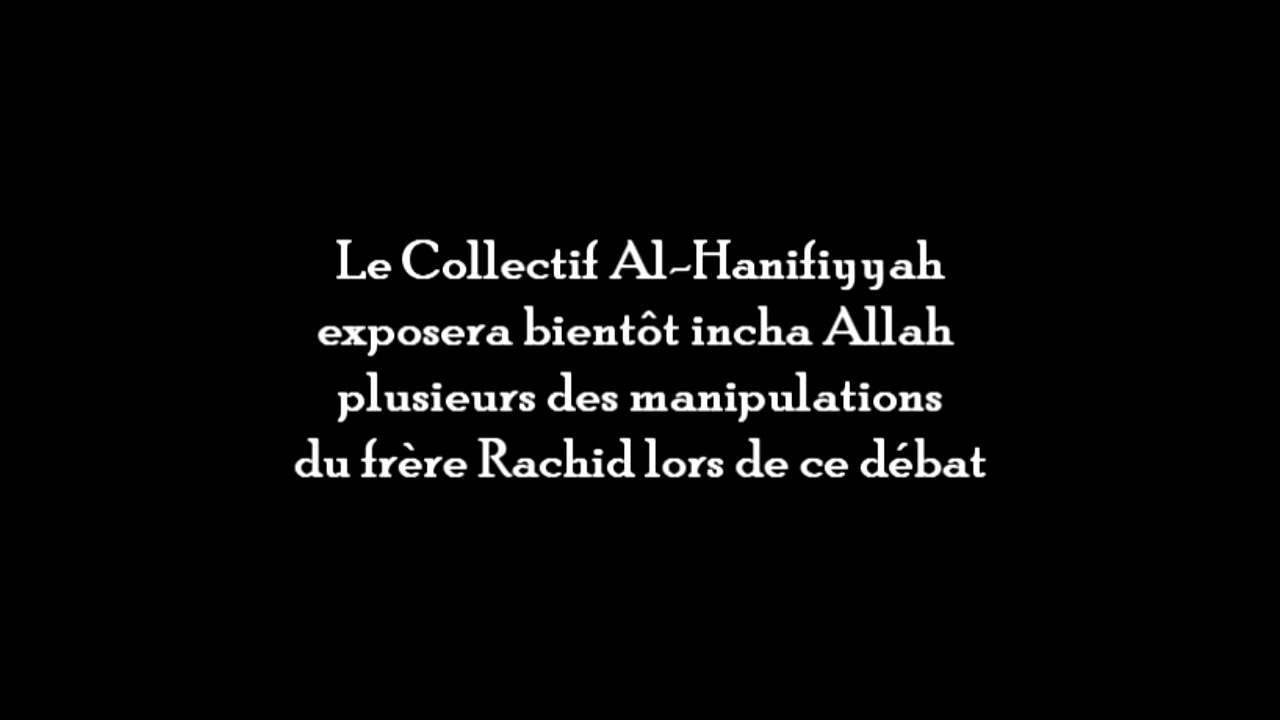 Le Collectif Al-Hanifiyyah
exposera bientôt incha Allah
plusieurs des manipulations
du frère Rachid lors de ce débat